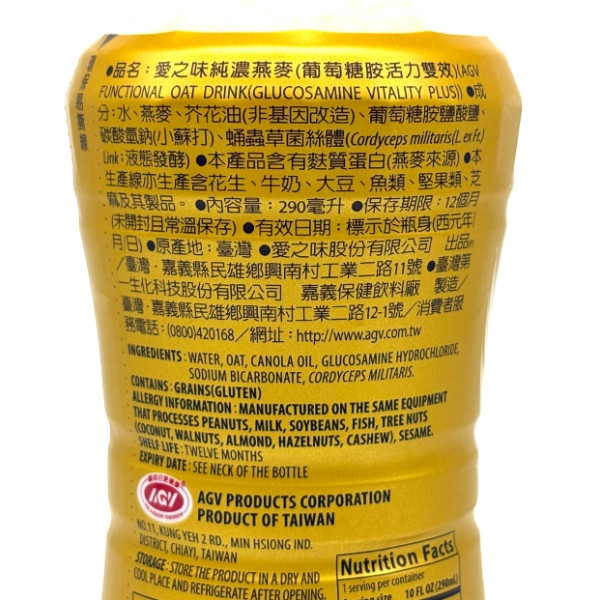 ●品名：愛之味純濃燕麥(葡萄糖胺活力雙效)(AGV
FUNCTIONAL OAT DRINK(GLUCOSAMINE VITALITY PLUS)) ●成
分:水、燕麥、芥花油(非基因改造)、葡萄糖胺鹽酸鹽、
碳酸氫鈉(小蘇打)、蛹蟲草菌絲體(Cordyceps militaris(L. ex Fr.)
Link：液態發酵) ●本產品含有麩質蛋白(燕麥來源) ●本
生產線亦生產含花生、牛奶、大豆、魚類、堅果類、芝
麻及其製品。●內容量：290毫升 ●保存期限：12個月
(未開封且常溫保存) ●有效日期：標示於瓶身(西元年/
月/日) ●原產地：臺灣 ●愛之味股份有限公司 出品
/臺灣‧嘉義縣民雄鄉興南村工業二路11號 ●臺灣第
一生化科技股份有限公司 嘉義保健飲料廠 製造/
臺灣‧嘉義縣民雄鄉興南村工業二路12-1號/消費者服
務電話：(0800)420168／網址：http://www.agv.com.tw
INGREDIENTS : WATER, OAT, CANOLA OIL, GLUCOSAMINE HYDROCHLORIDE,
SODIUM BICARBONATE, CORDYCEPS MILITARIS.
CONTAINS : GRAINS(GLUTEN)
ALLERGY INFORMATION : MANUFACTURED ON THE SAME EQUIPMENT
THAT PROCESSES PEANUTS, MILK, SOYBEANS, FISH, TREE NUTS
(COCONUT, WALNUTS, ALMOND, HAZELNUTS, CASHEW), SESAME.
SHELF LIFE : TWELVE MONTHS
EXPIRY DATE : SEE NECK OF THE BOTTLE
AGV
AGV PRODUCTS CORPORATION
PRODUCT OF TAIWAN
NO.11, KUNG YEH 2 RD., MIN HSIONG IND.
DISTRICT, CHIAYI, TAIWAN
STORAGE : STORE THE PRODUCT IN A DRY AND
COOL PLACE AND REFRIGERATE AFTER OPENING.
Nutrition Facts
1 serving per container
10 FL OZ (290mL)